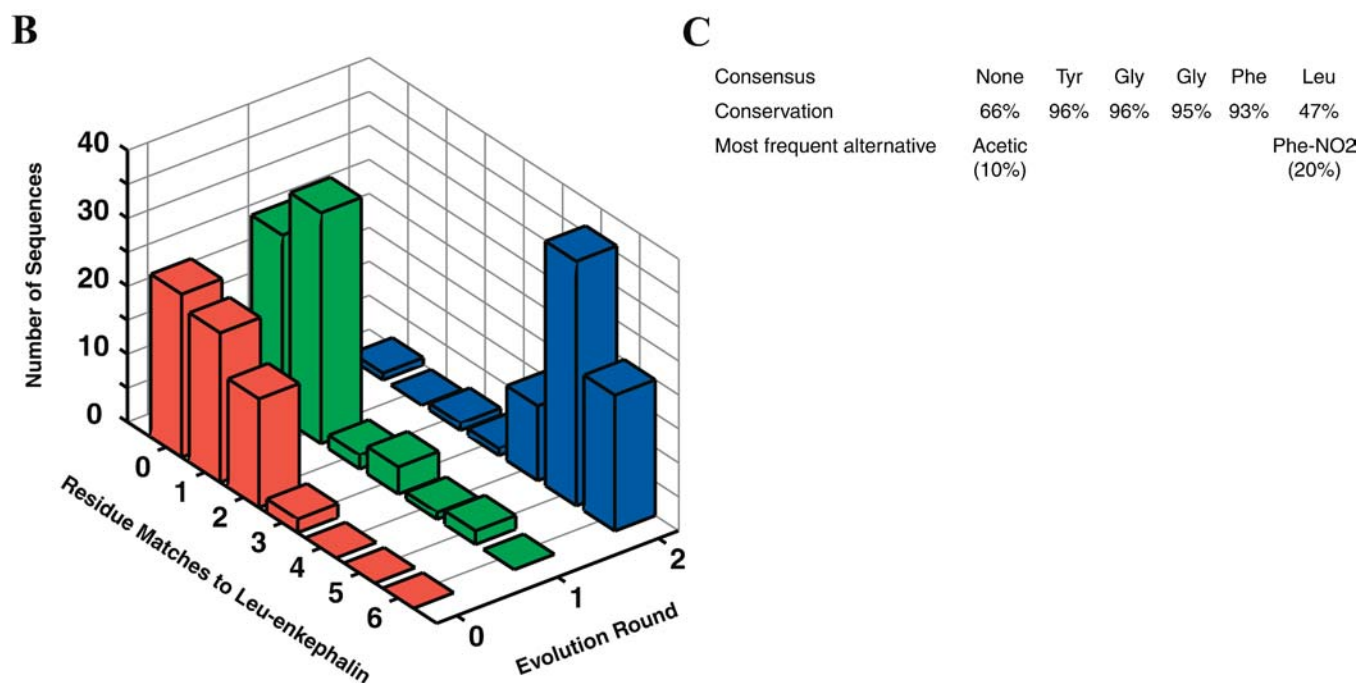 B
C
Consensus None Tyr Gly Gly Phe Leu
Conservation 66% 96% 96% 95% 93% 47%
Most frequent alternative Acetic Phe-NO2
(10%) (20%)
40
30
20
10
0
Number of Sequences
0
1
2
3
4
5
6
Residue Matches to Leu-enkephalin
0
1
2
Evolution Round